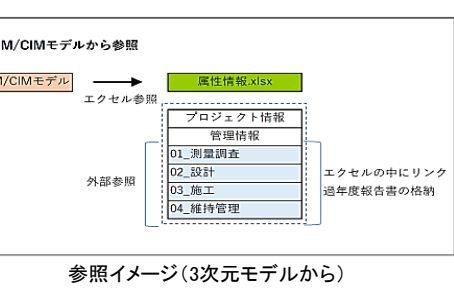 M/CIMモデルから参照
M/CIMモデル
属性情報.xlsx
エクセル参照
プロジェクト情報
管理情報
01_測量調査
02_設計
03_施工
04_維持管理
外部参照
エクセルの中にリンク
過年度報告書の格納
参照イメージ(3次元モデルから)